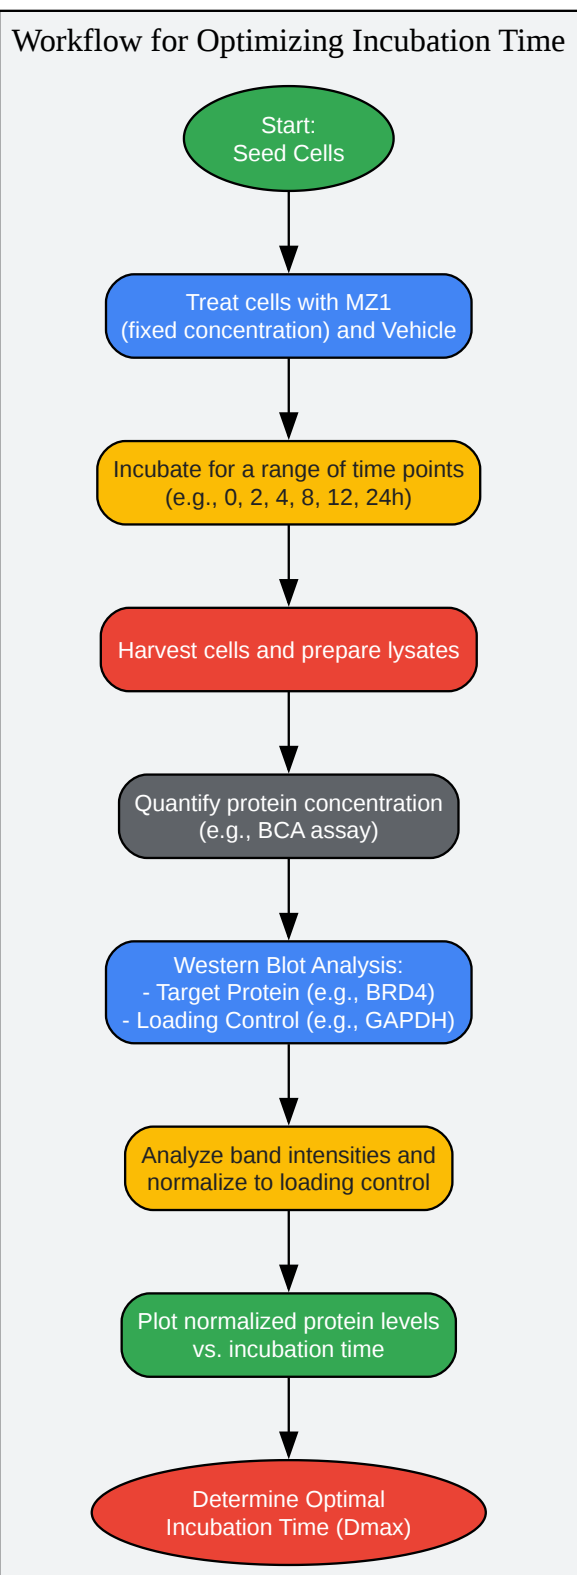 Workflow for Optimizing Incubation Time
Start:
Seed Cells
Treat cells with MZ1
(fixed concentration) and Vehicle
Incubate for a range of time points
(e.g., 0, 2, 4, 8, 12, 24h)
Harvest cells and prepare lysates
Quantify protein concentration
(e.g., BCA assay)
Western Blot Analysis:
- Target Protein (e.g., BRD4)
- Loading Control (e.g., GAPDH)
Analyze band intensities and
normalize to loading control
Plot normalized protein levels
vs. incubation time
Determine Optimal
Incubation Time (Dmax)